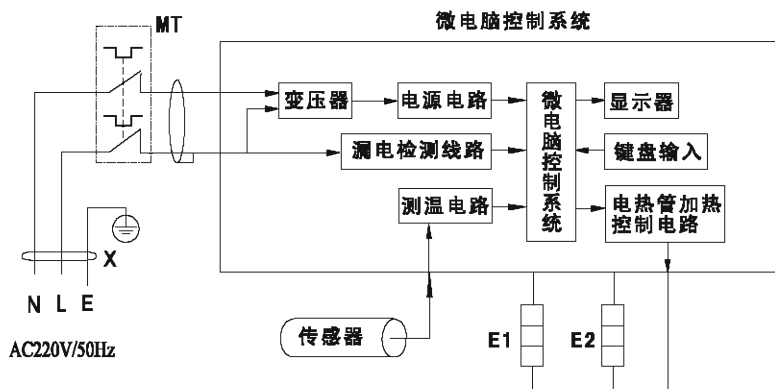 微电脑控制系统
MT
变压器
电源电路
微电脑控制系统
显示器
漏电检测线路
键盘输入
测温电路
电热管加热
控制电路
X
N L E
AC220V/50Hz
传感器
E1
E2